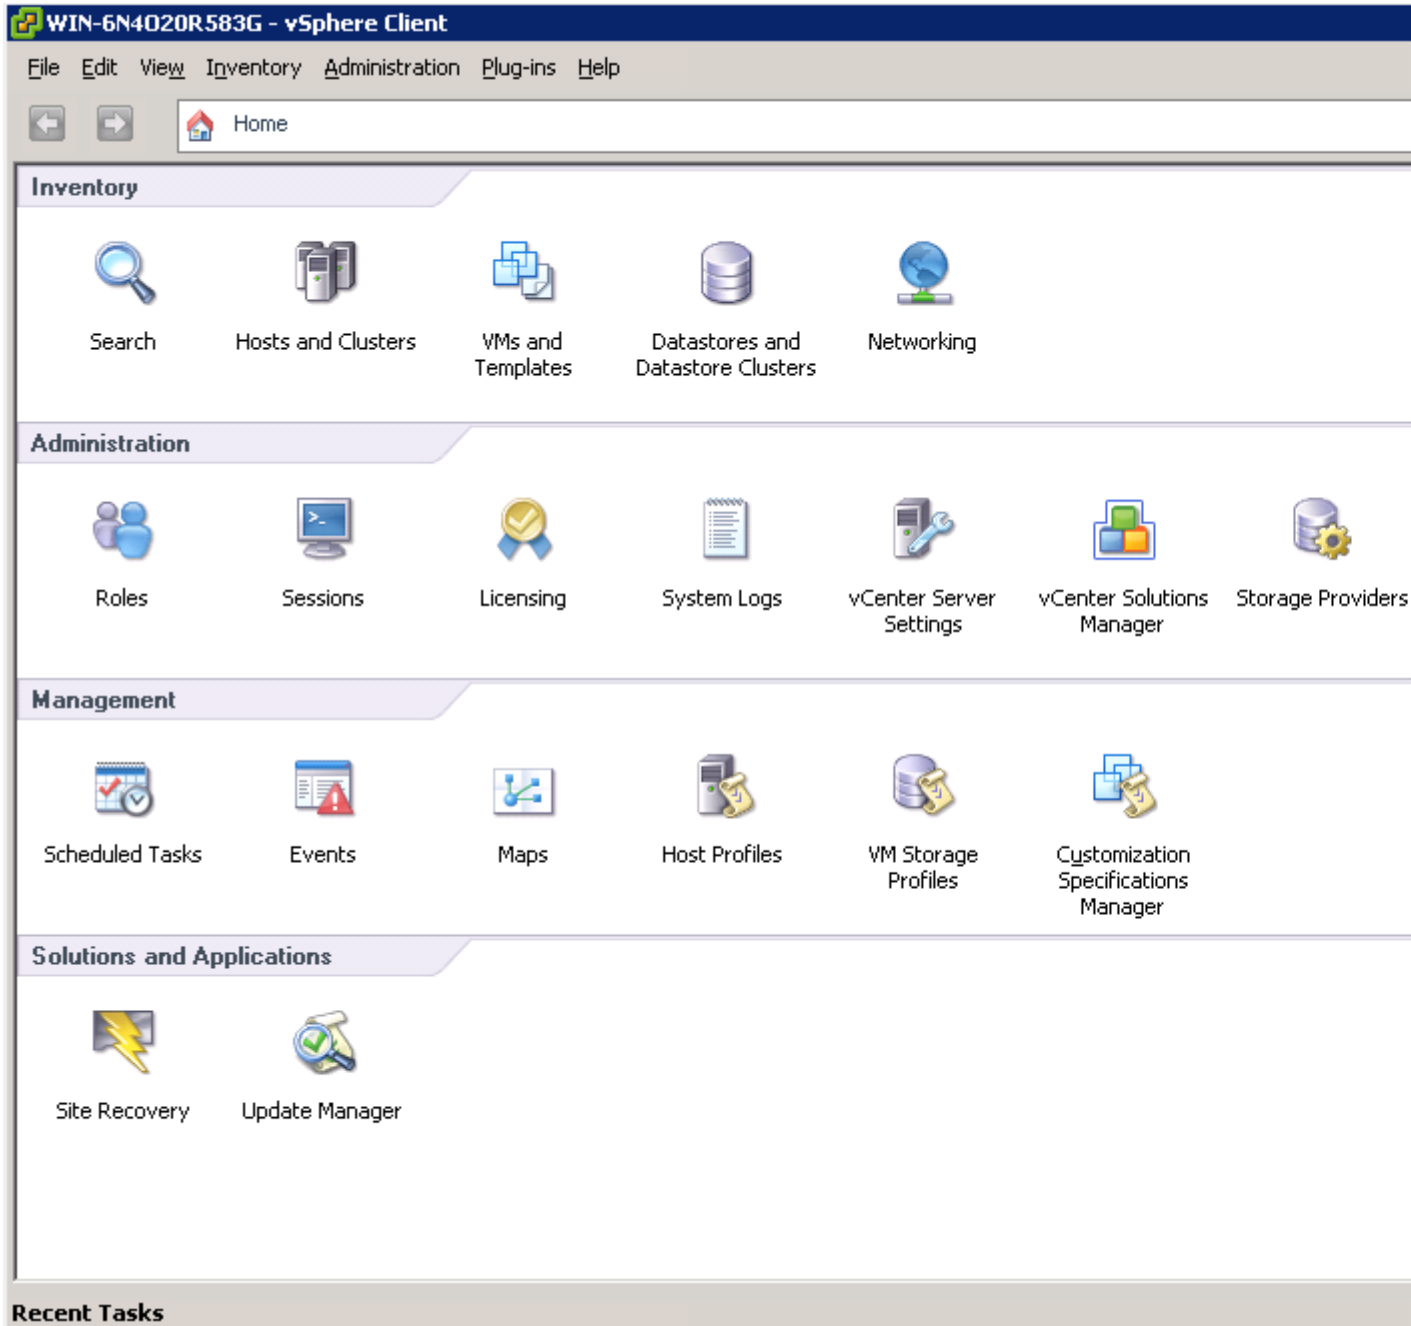 WIN-6N4O20R583G - vSphere Client
File Edit View Inventory Administration Plug-ins Help
Home
Inventory
Search
Hosts and Clusters
VMs and
Templates
Datastores and
Datastore Clusters
Networking
Administration
Roles
Sessions
Licensing
System Logs
vCenter Server
Settings
vCenter Solutions
Manager
Storage Providers
Management
Scheduled Tasks
Events
Maps
Host Profiles
VM Storage
Profiles
Customization
Specifications
Manager
Solutions and Applications
Site Recovery
Update Manager
Recent Tasks